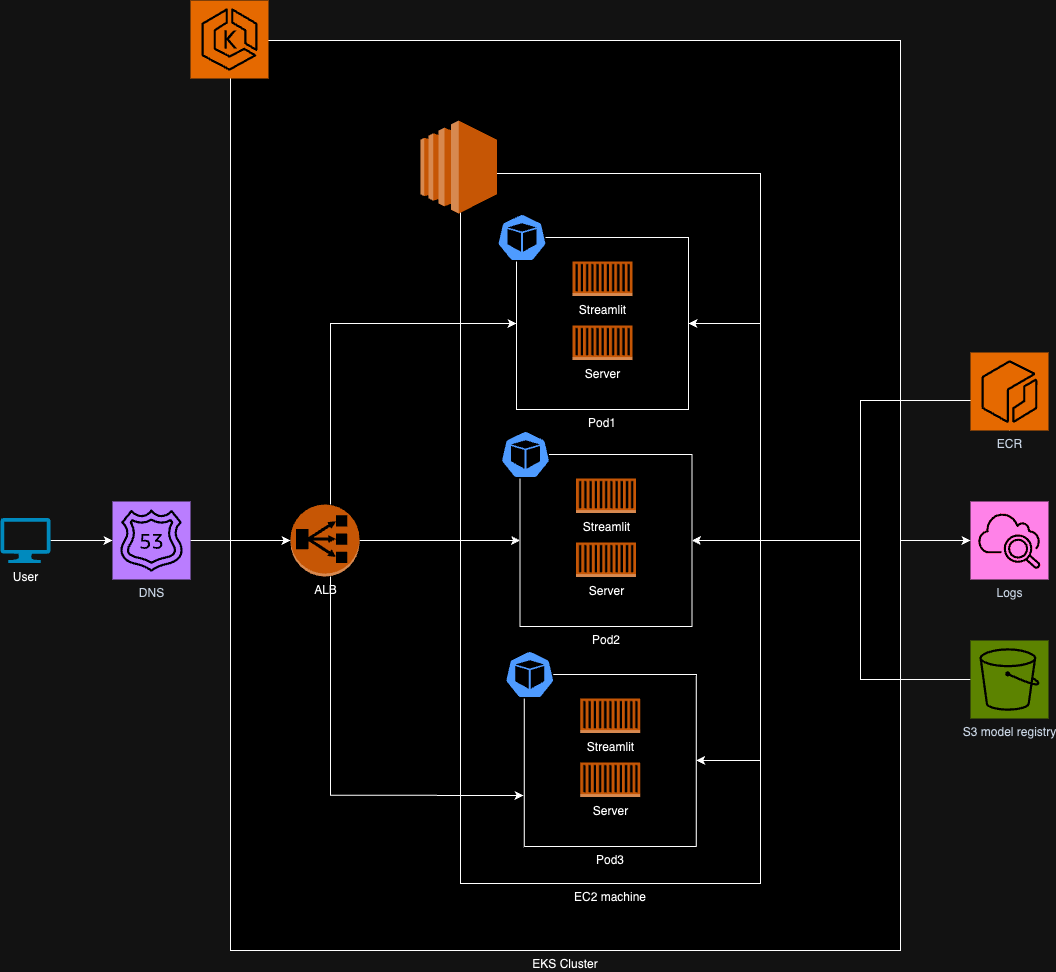 K
Streamlit
Server
Pod1
ECR
Streamlit
53
User
DNS
ALB
Server
Logs
Pod2
S3 model registry
Streamlit
Server
Pod3
EC2 machine
EKS Cluster